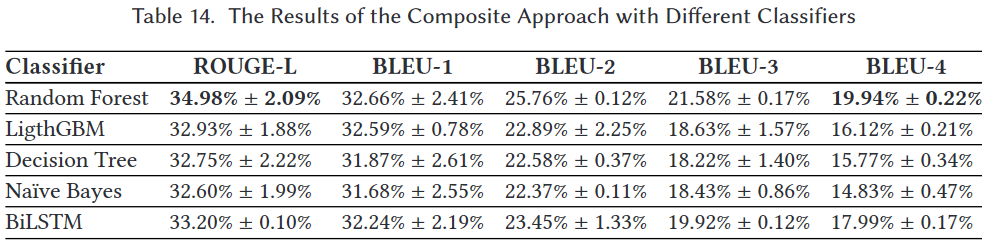 Table 14. The Results of the Composite Approach with Different Classifiers
Classifier ROUGE-L BLEU-1 BLEU-2 BLEU-3 BLEU-4
Random Forest 34.98% ± 2.09% 32.66% ± 2.41% 25.76% ± 0.12% 21.58% ± 0.17% 19.94% ± 0.22%
LigthGBM 32.93% ± 1.88% 32.59% ± 0.78% 22.89% ± 2.25% 18.63% ± 1.57% 16.12% ± 0.21%
Decision Tree 32.75% ± 2.22% 31.87% ± 2.61% 22.58% ± 0.37% 18.22% ± 1.40% 15.77% ± 0.34%
Naïve Bayes 32.60% ± 1.99% 31.68% ± 2.55% 22.37% ± 0.11% 18.43% ± 0.86% 14.83% ± 0.47%
BiLSTM 33.20% ± 0.10% 32.24% ± 2.19% 23.45% ± 1.33% 19.92% ± 0.12% 17.99% ± 0.17%